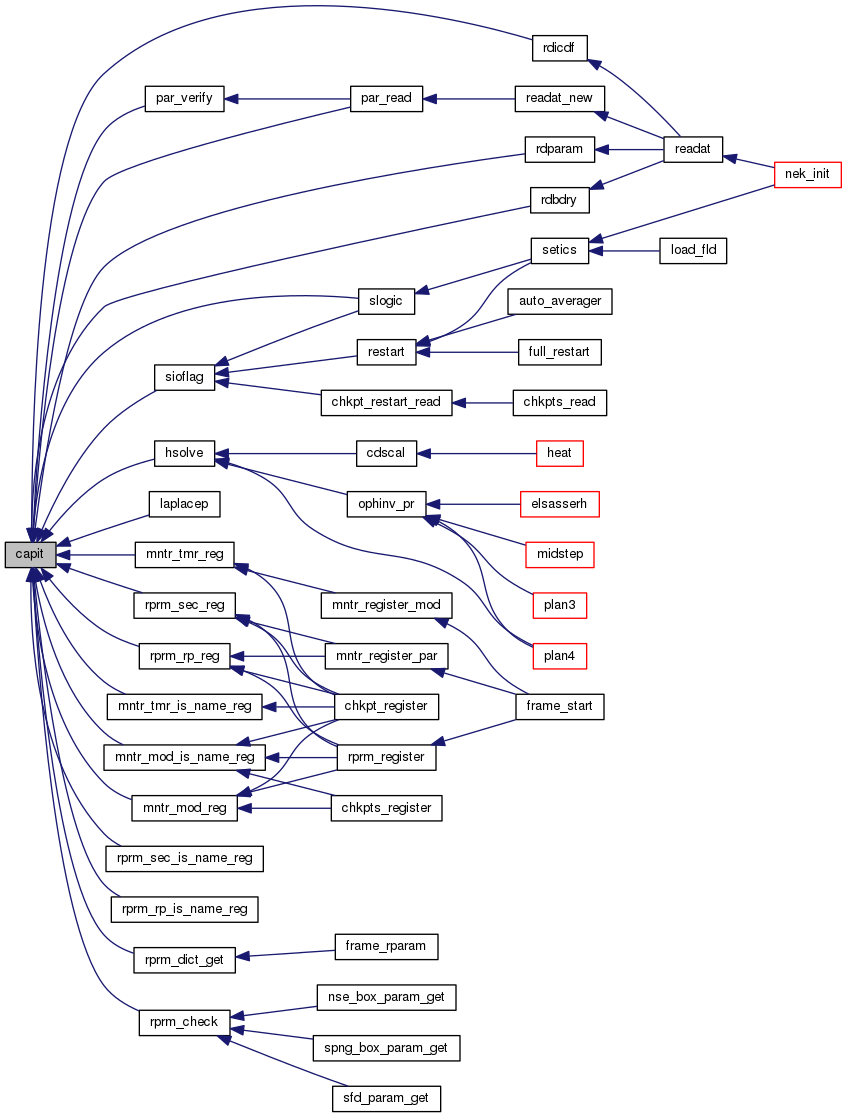 rdicdf
par_verify
par_read
readat_new
rdparam
readat
nek_init
rdbdry
setics
load_fld
slogic
auto_averager
restart
full_restart
sioflag
chkpt_restart_read
chkpts_read
hsolve
cdscal
heat
laplacep
ophinv_pr
elsasserh
capit
mntr_tmr_reg
midstep
rprm_sec_reg
mntr_register_mod
plan3
rprm_rp_reg
mntr_register_par
plan4
mntr_tmr_is_name_reg
chkpt_register
frame_start
mntr_mod_is_name_reg
rprm_register
mntr_mod_reg
chkpts_register
rprm_sec_is_name_reg
rprm_rp_is_name_reg
rprm_dict_get
frame_rparam
rprm_check
nse_box_param_get
spng_box_param_get
sfd_param_get